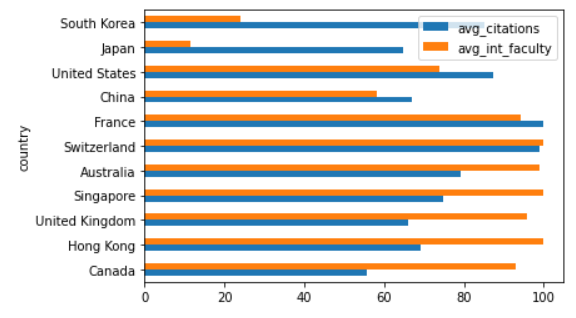 South Korea
Japan
United States
China
France
Switzerland
Australia
Singapore
United Kingdom
Hong Kong
Canada
country
avg_citations
avg_int_faculty
0 20 40 60 80 100